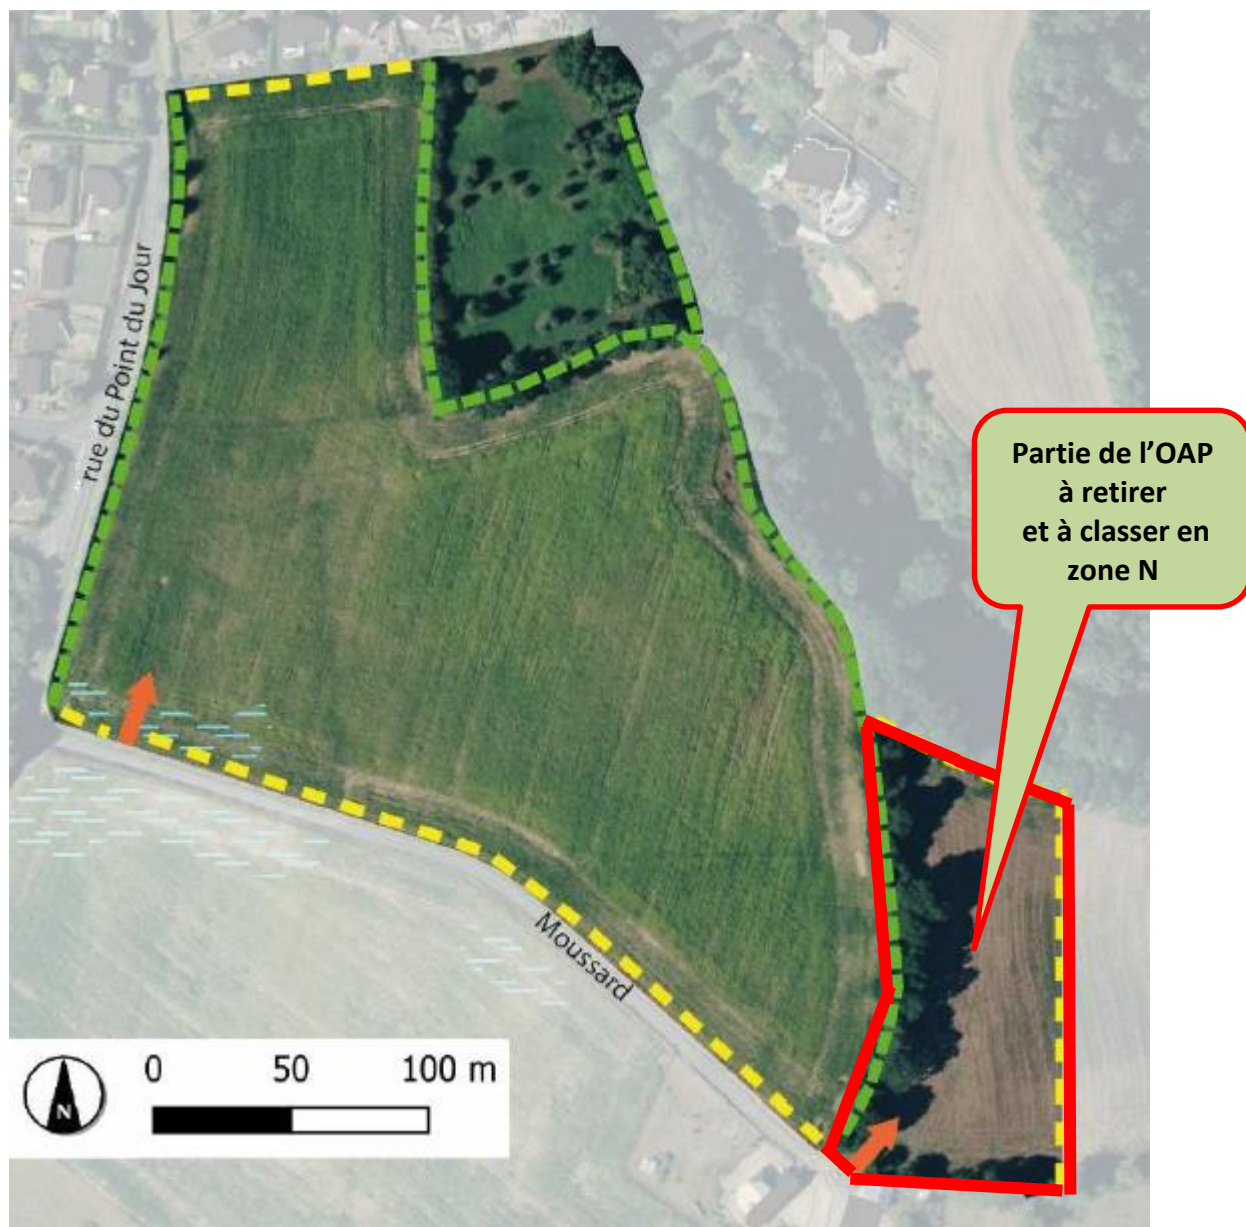 rue du Point du Jour
Partie de l’OAP
à retirer
et à classer en
zone N
Moussard
0 50 100 m
N